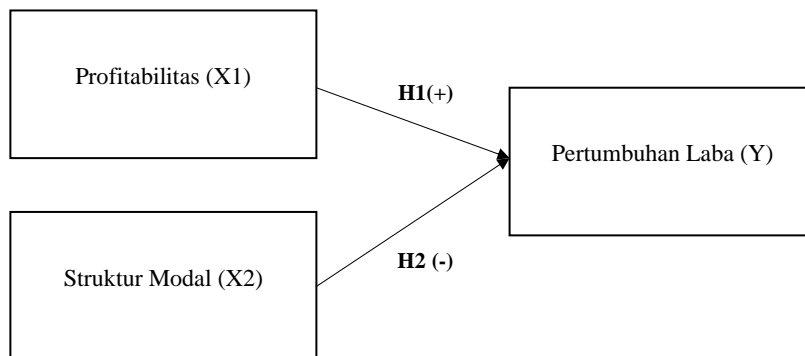 Profitabilitas (X1)
H1(+)
Pertumbuhan Laba (Y)
H2 (-)
Struktur Modal (X2)